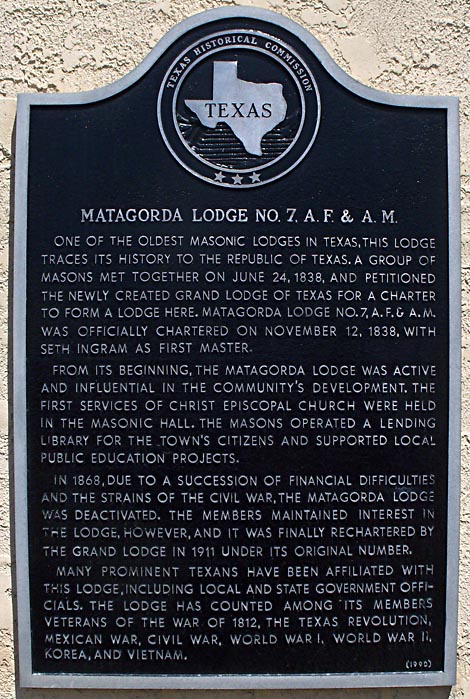 TEXAS HISTORICAL COMMISSION
TEXAS
MATAGORDA LODGE NO. 7, A.F. & A.M.
ONE OF THE OLDEST MASONIC LODGES IN TEXAS, THIS LODGE
TRACES ITS HISTORY TO THE REPUBLIC OF TEXAS. A GROUP OF
MASONS MET TOGETHER ON JUNE 24, 1838, AND PETITIONED
THE NEWLY CREATED GRAND LODGE OF TEXAS FOR A CHARTER
TO FORM A LODGE HERE. MATAGORDA LODGE NO. 7, A.F. & A.M.
WAS OFFICIALLY CHARTERED ON NOVEMBER 12, 1838, WITH
SETH INGRAM AS FIRST MASTER.
FROM ITS BEGINNING, THE MATAGORDA LODGE WAS ACTIVE
AND INFLUENTIAL IN THE COMMUNITY'S DEVELOPMENT. THE
FIRST SERVICES OF CHRIST EPISCOPAL CHURCH WERE HELD
IN THE MASONIC HALL. THE MASONS OPERATED A LENDING
LIBRARY FOR THE TOWN'S CITIZENS AND SUPPORTED LOCAL
PUBLIC EDUCATION PROJECTS.
IN 1868, DUE TO A SUCCESSION OF FINANCIAL DIFFICULTIES
AND THE STRAINS OF THE CIVIL WAR, THE MATAGORDA LODGE
WAS DEACTIVATED. THE MEMBERS MAINTAINED INTEREST IN
THE LODGE, HOWEVER, AND IT WAS FINALLY RECHARTERED BY
THE GRAND LODGE IN 1911 UNDER ITS ORIGINAL NUMBER.
MANY PROMINENT TEXANS HAVE BEEN AFFILIATED WITH
THIS LODGE, INCLUDING LOCAL AND STATE GOVERNMENT OFFI-
CIALS. THE LODGE HAS COUNTED AMONG ITS MEMBERS
VETERANS OF THE WAR OF 1812, THE TEXAS REVOLUTION,
MEXICAN WAR, CIVIL WAR, WORLD WAR I, WORLD WAR II,
KOREA, AND VIETNAM.
(1990)